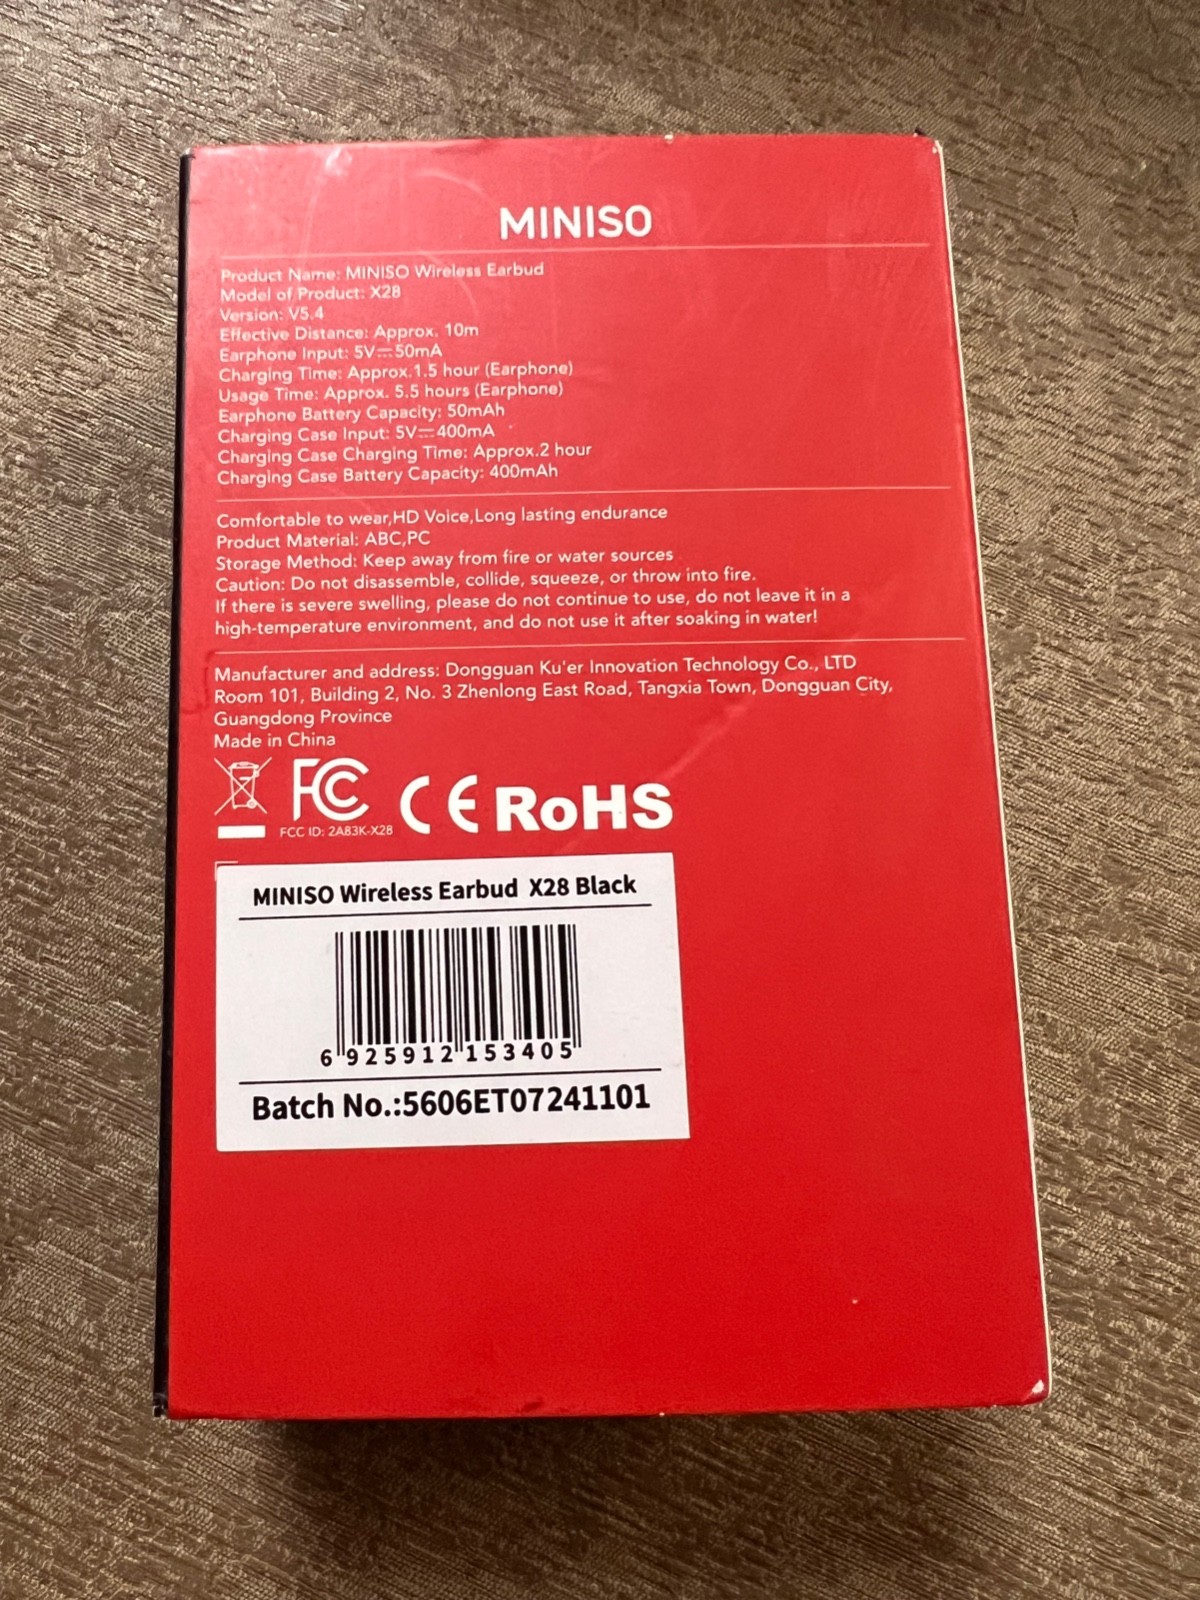 MINISO
Product Name: MINISO Wireless Earbud
Model of Product: X28
Version: V5.4
Effective Distance: Approx. 10m
Earphone Input: 5V⎓50mA
Charging Time: Approx.1.5 hour (Earphone)
Usage Time: Approx. 5.5 hours (Earphone)
Earphone Battery Capacity: 50mAh
Charging Case Input: 5V⎓400mA
Charging Case Charging Time: Approx.2 hour
Charging Case Battery Capacity: 400mAh
Comfortable to wear,HD Voice,Long lasting endurance
Product Material: ABC,PC
Storage Method: Keep away from fire or water sources
Caution: Do not disassemble, collide, squeeze, or throw into fire.
If there is severe swelling, please do not continue to use, do not leave it in a
high-temperature environment, and do not use it after soaking in water!
Manufacturer and address: Dongguan Ku'er Innovation Technology Co., LTD
Room 101, Building 2, No. 3 Zhenlong East Road, Tangxia Town, Dongguan City,
Guangdong Province
Made in China
FC CE RoHS
FCC ID: 2AB3K-X28
MINISO Wireless Earbud X28 Black
6 925912 153405
Batch No.:5606ET07241101